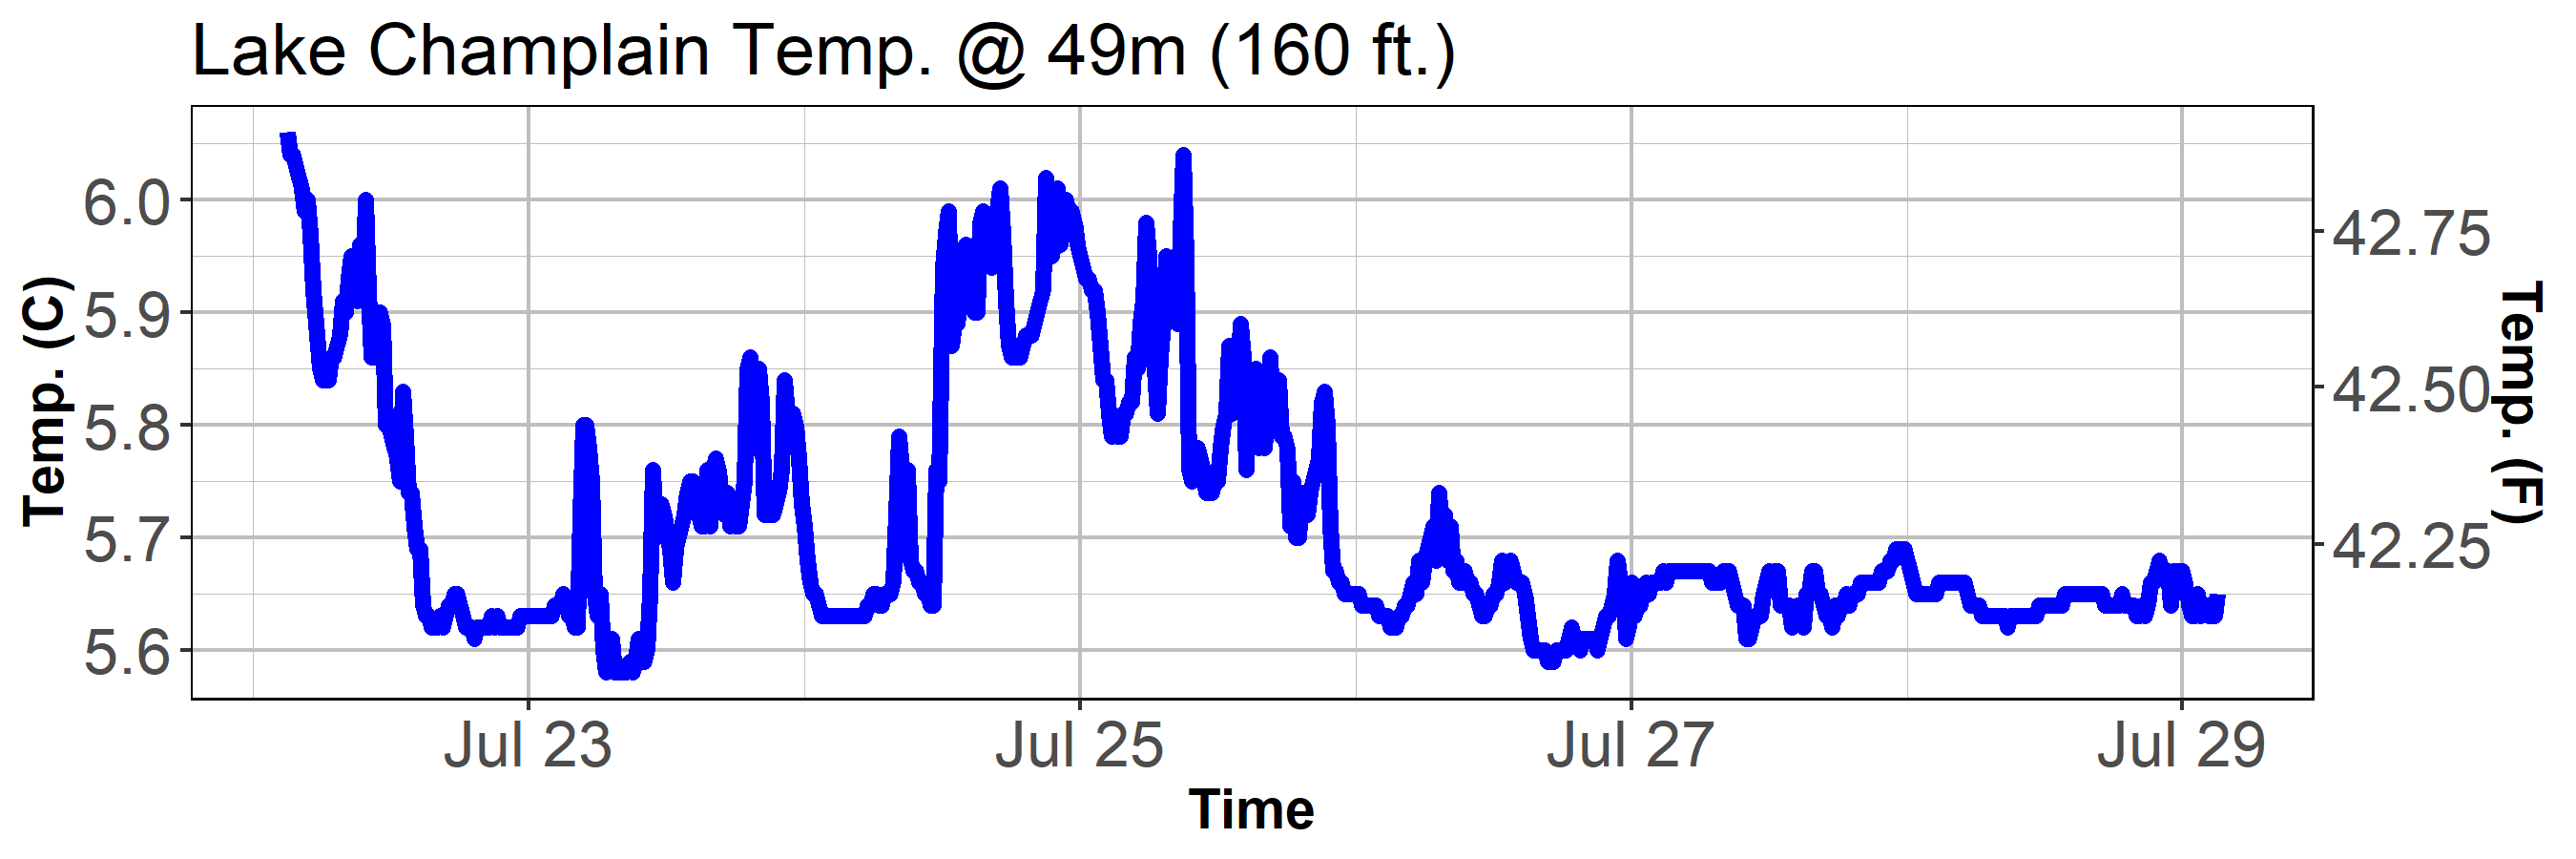 Lake Champlain Temp. @ 49m (160 ft.)
Temp. (C)
6.0
5.9
5.8
5.7
5.6
42.75
42.50
42.25
Temp. (F)
Jul 23
Jul 25
Jul 27
Jul 29
Time